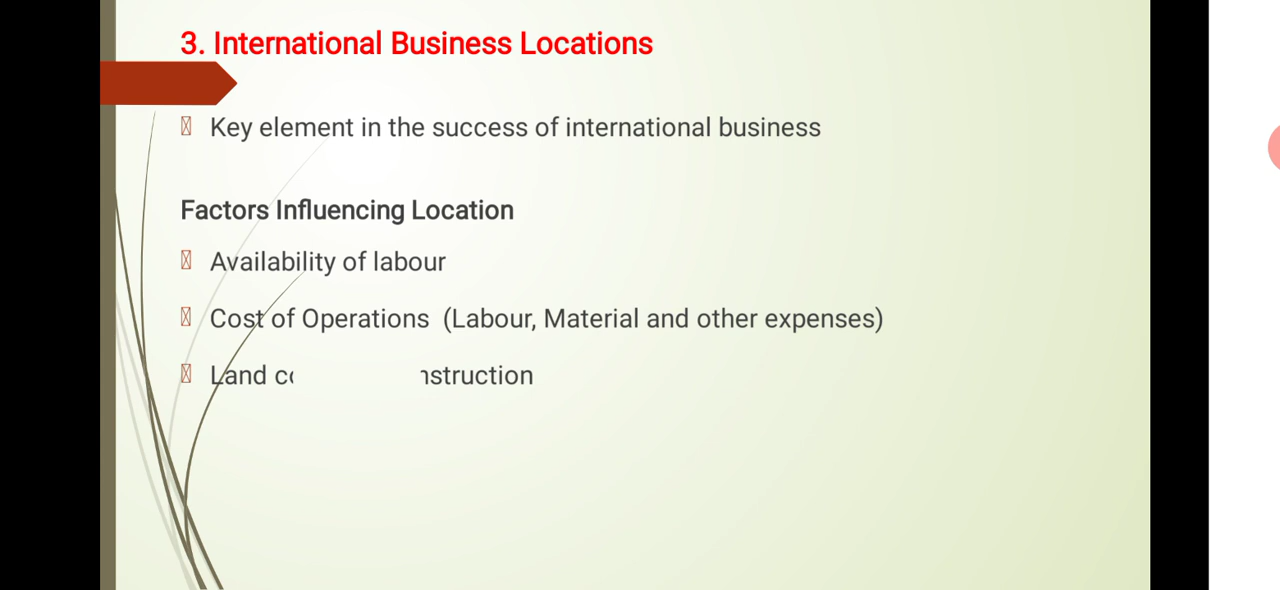 3. International Business Locations
Key element in the success of international business
Factors Influencing Location
Availability of labour
Cost of Operations (Labour, Material and other expenses)
Land